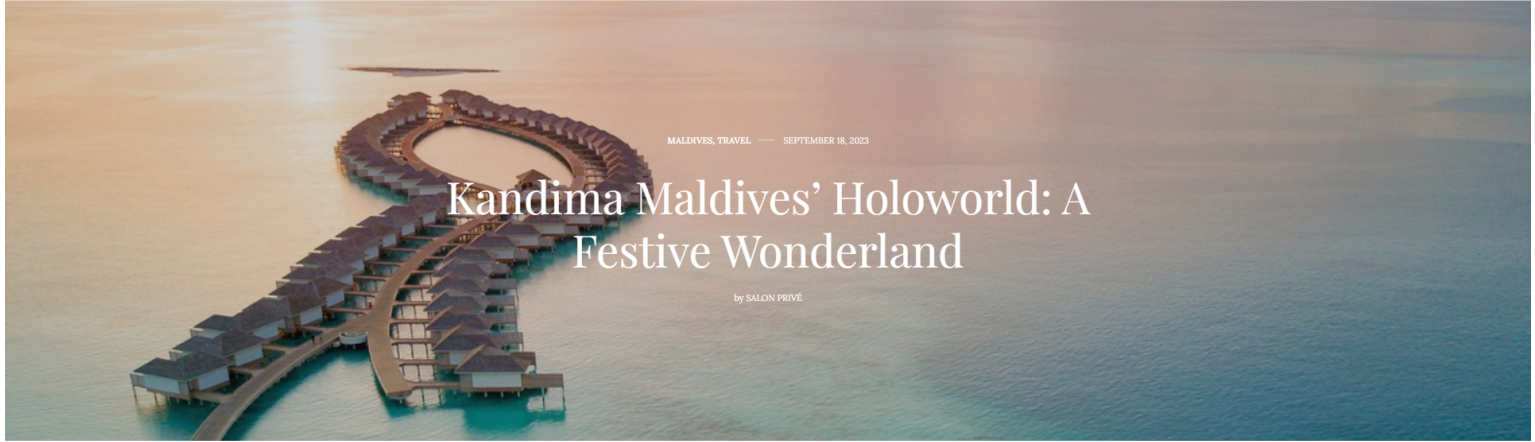 MALDIVES, TRAVEL — SEPTEMBER 18, 2023
Kandima Maldives’ Holoworld: A
Festive Wonderland
by SALON PRIVÉ